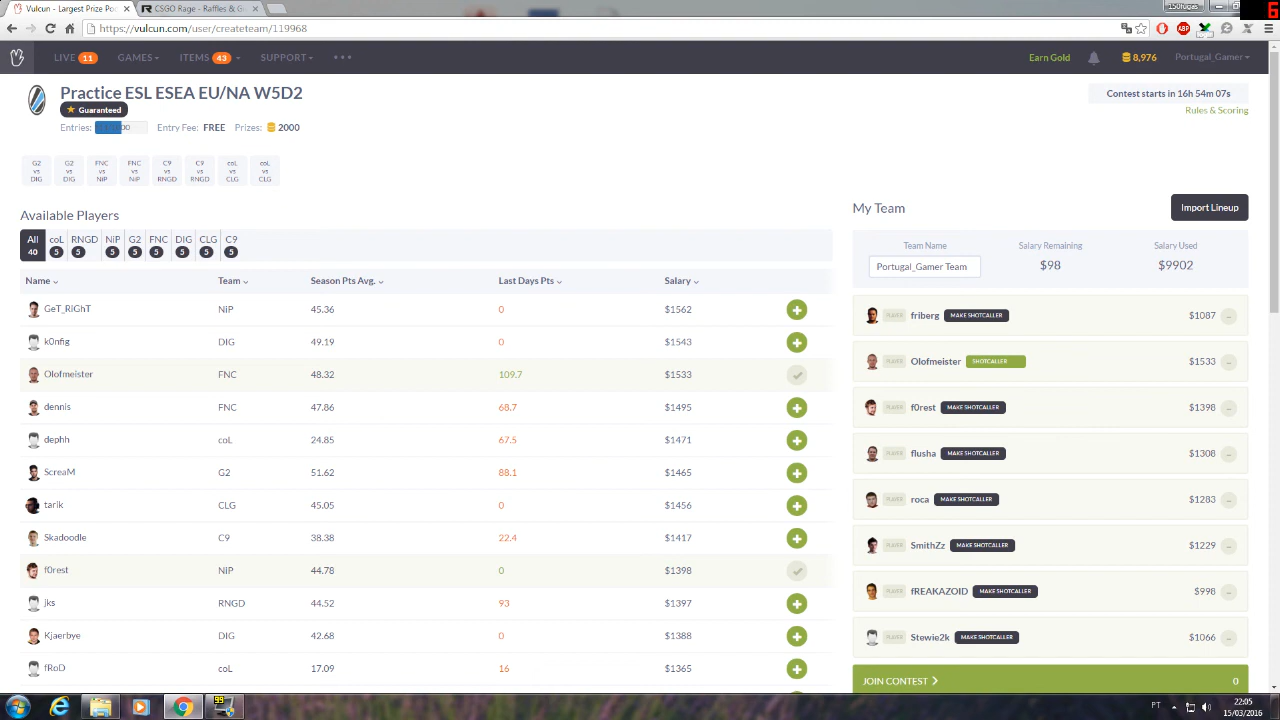 Vulcun - Largest Prize Po
CSGO Rage - Raffles & G
150fugas
6
https://vulcun.com/user/createteam/119968
ABP
LIVE 11 GAMES ITEMS 43 SUPPORT
Earn Gold 8,976 Portugal_Gamer
Practice ESL ESEA EU/NA W5D2
Guaranteed
Entries: Entry Fee: FREE Prizes: 2000
Contest starts in 16h 54m 07s
Rules & Scoring
G2 vs DIG
G2 vs DIG
FNC vs NiP
FNC vs NiP
C9 vs RNGD
C9 vs RNGD
coL vs CLG
coL vs CLG
Available Players
All 40 coL 5 RNGD 5 NiP 5 G2 5 FNC 5 DIG 5 CLG 5 C9 5
Name Team Season Pts Avg. Last Days Pts Salary
GeT_RIGhT NiP 45.36 0 $1562
k0nfig DIG 49.19 0 $1543
Olofmeister FNC 48.32 109.7 $1533
dennis FNC 47.86 68.7 $1495
dephh coL 24.85 67.5 $1471
ScreaM G2 51.62 88.1 $1465
tarik CLG 45.05 0 $1456
Skadoodle C9 38.38 22.4 $1417
f0rest NiP 44.78 0 $1398
jks RNGD 44.52 93 $1397
Kjaerbye DIG 42.68 0 $1388
fRoD coL 17.09 16 $1365
My Team
Import Lineup
Team Name Salary Remaining Salary Used
Portugal_Gamer Team $98 $9902
PLAYER friberg MAKE SHOTCALLER $1087
PLAYER Olofmeister SHOTCALLER $1533
PLAYER f0rest MAKE SHOTCALLER $1398
PLAYER flusha MAKE SHOTCALLER $1308
PLAYER roca MAKE SHOTCALLER $1283
PLAYER SmithZz MAKE SHOTCALLER $1229
PLAYER fREAKAZOID MAKE SHOTCALLER $998
PLAYER Stewie2k MAKE SHOTCALLER $1066
JOIN CONTEST 0
99
PT
22:05
15/03/2016